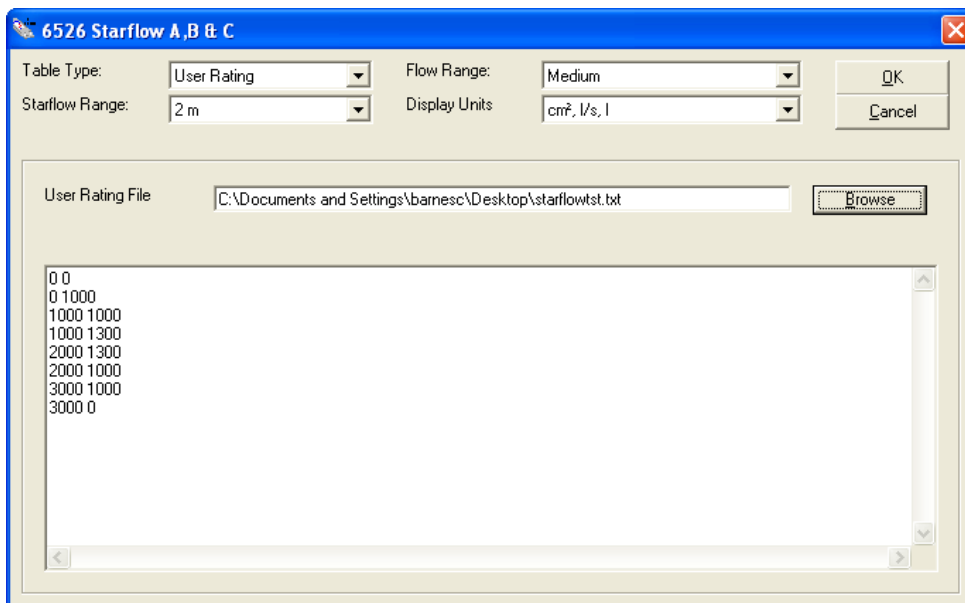 6526 Starflow A,B & C
Table Type: User Rating Flow Range: Medium OK
Starflow Range: 2 m Display Units cm², l/s, l Cancel
User Rating File C:\Documents and Settings\barnesc\Desktop\starflowtst.txt Browse
0 0
0 1000
1000 1000
1000 1300
2000 1300
2000 1000
3000 1000
3000 0